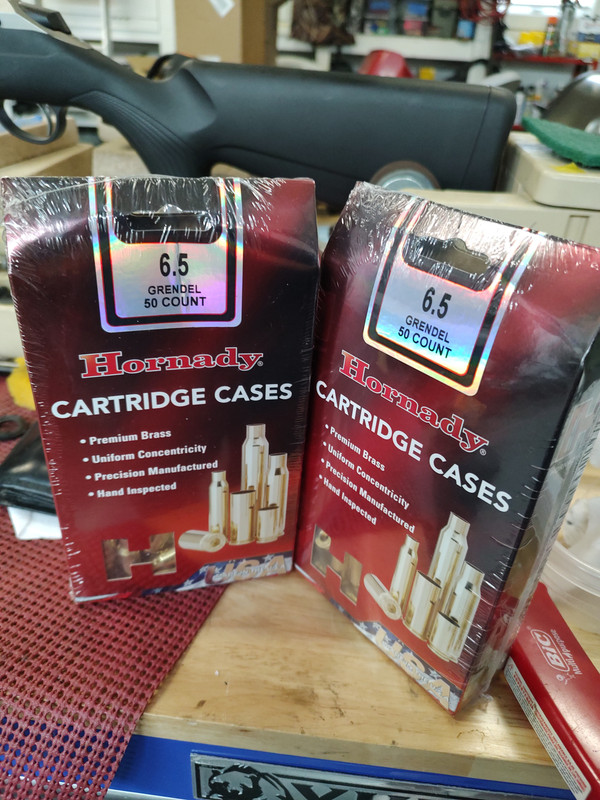 6.5
GRENDEL
50 COUNT
Hornady
CARTRIDGE CASES
• Premium Brass
• Uniform Concentricity
• Precision Manufactured
• Hand Inspected
H
6.5
GRENDEL
50 COUNT
Hornady
CARTRIDGE CASES
• Premium Brass
• Uniform Concentricity
• Precision Manufactured
• Hand Inspected
H
BIC